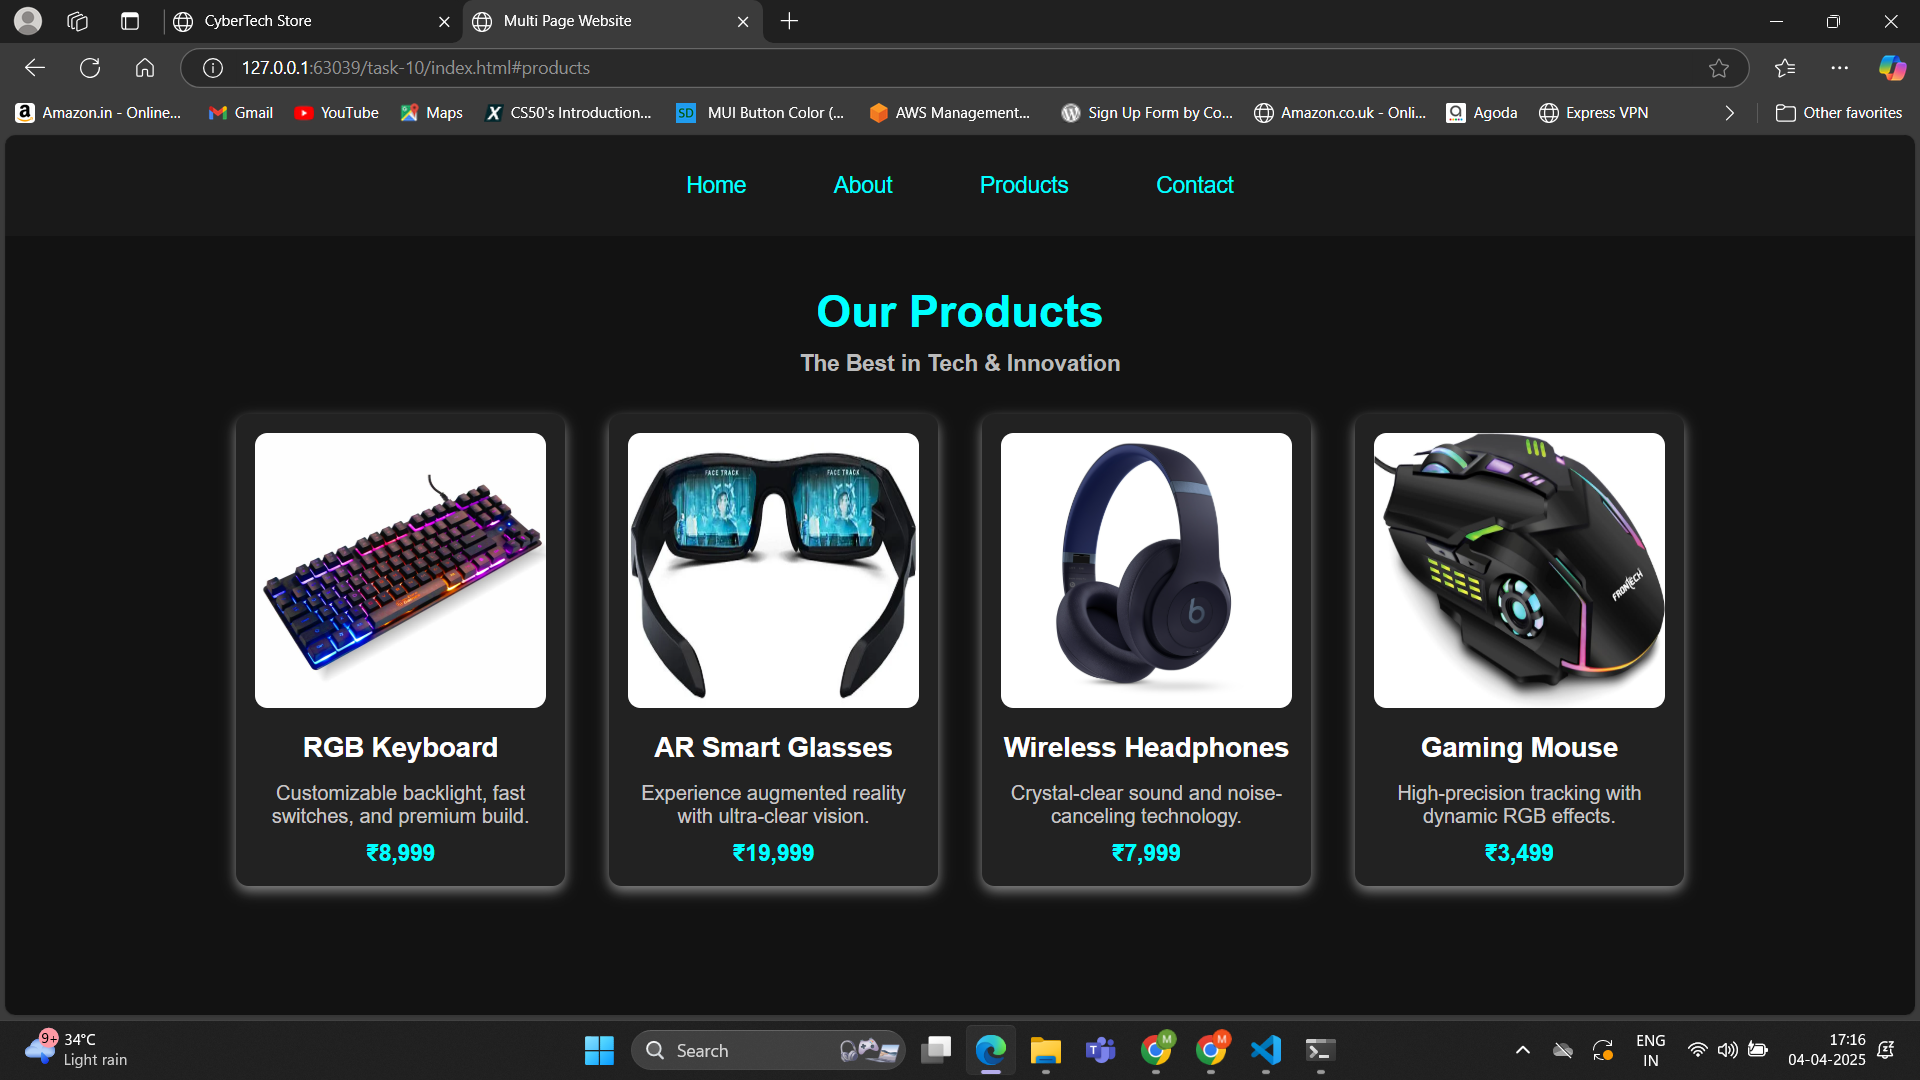 CyberTech Store
Multi Page Website
127.0.0.1:63039/task-10/index.html#products
Amazon.in - Online...
Gmail
YouTube
Maps
CS50's Introduction...
SD
MUI Button Color (...
AWS Management...
Sign Up Form by Co...
Amazon.co.uk - Onli...
Agoda
Express VPN
Other favorites
Home
About
Products
Contact
Our Products
The Best in Tech & Innovation
FACE TRACK
FACE TRACK
b
FRONTECH
RGB Keyboard
Customizable backlight, fast
switches, and premium build.
₹8,999
AR Smart Glasses
Experience augmented reality
with ultra-clear vision.
₹19,999
Wireless Headphones
Crystal-clear sound and noise-
canceling technology.
₹7,999
Gaming Mouse
High-precision tracking with
dynamic RGB effects.
₹3,499
9+
34°C
Light rain
Search
M
M
ENG
IN
17:16
04-04-2025